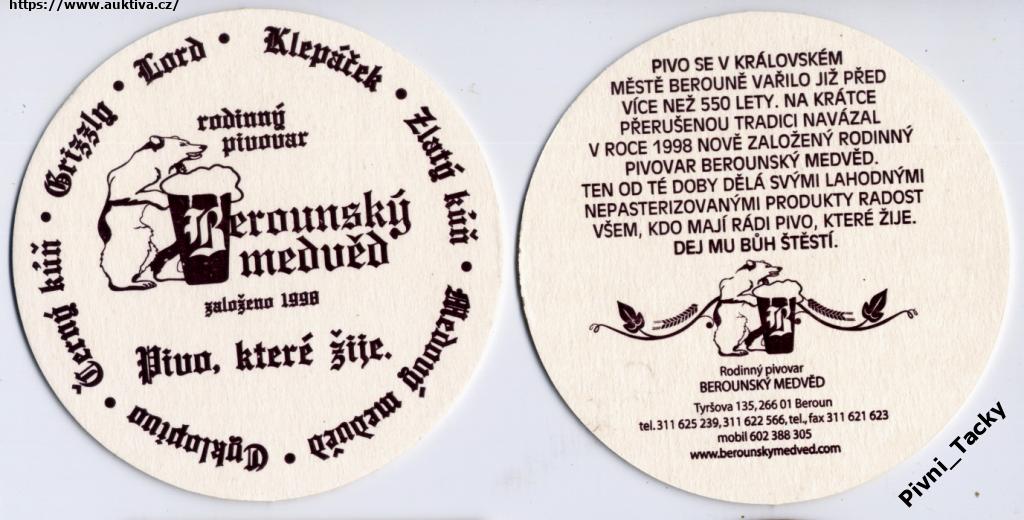 https://www.auktiva.cz/
Lord • Klepáček • Zlatý kůň • Medový medvěd • Cyklopivo • Černý kůň • Grizzly •
rodinný
pivovar
Berounský
medvěd
založeno 1998
Pivo, které žije.
PIVO SE V KRÁLOVSKÉM
MĚSTĚ BEROUNĚ VAŘILO JIŽ PŘED
VÍCE NEŽ 550 LETY. NA KRÁTCE
PŘERUŠENOU TRADICI NAVÁZAL
V ROCE 1998 NOVĚ ZALOŽENÝ RODINNÝ
PIVOVAR BEROUNSKÝ MEDVĚD.
TEN OD TÉ DOBY DĚLÁ SVÝMI LAHODNÝMI
NEPASTERIZOVANÝMI PRODUKTY RADOST
VŠEM, KDO MAJÍ RÁDI PIVO, KTERÉ ŽIJE.
DEJ MU BŮH ŠTĚSTÍ.
B
Rodinný pivovar
BEROUNSKÝ MEDVĚD
Tyršova 135, 266 01 Beroun
tel. 311 625 239, 311 622 566, tel., fax 311 621 623
mobil 602 388 305
www.berounskymedved.com
Pivni_Tacky